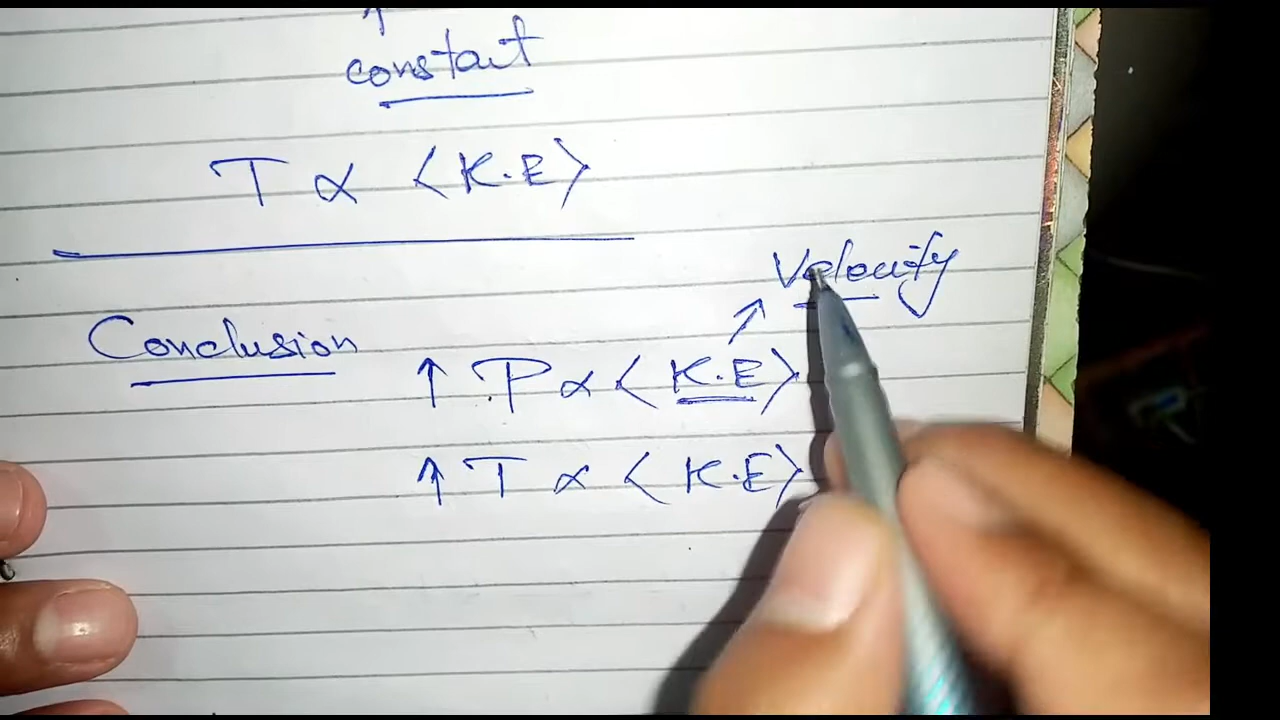 ↑
constant
T ∝ <K.E>
Velocity
Conclusion
↑ P ∝ <K.E> ↗
↑ T ∝ <K.E>